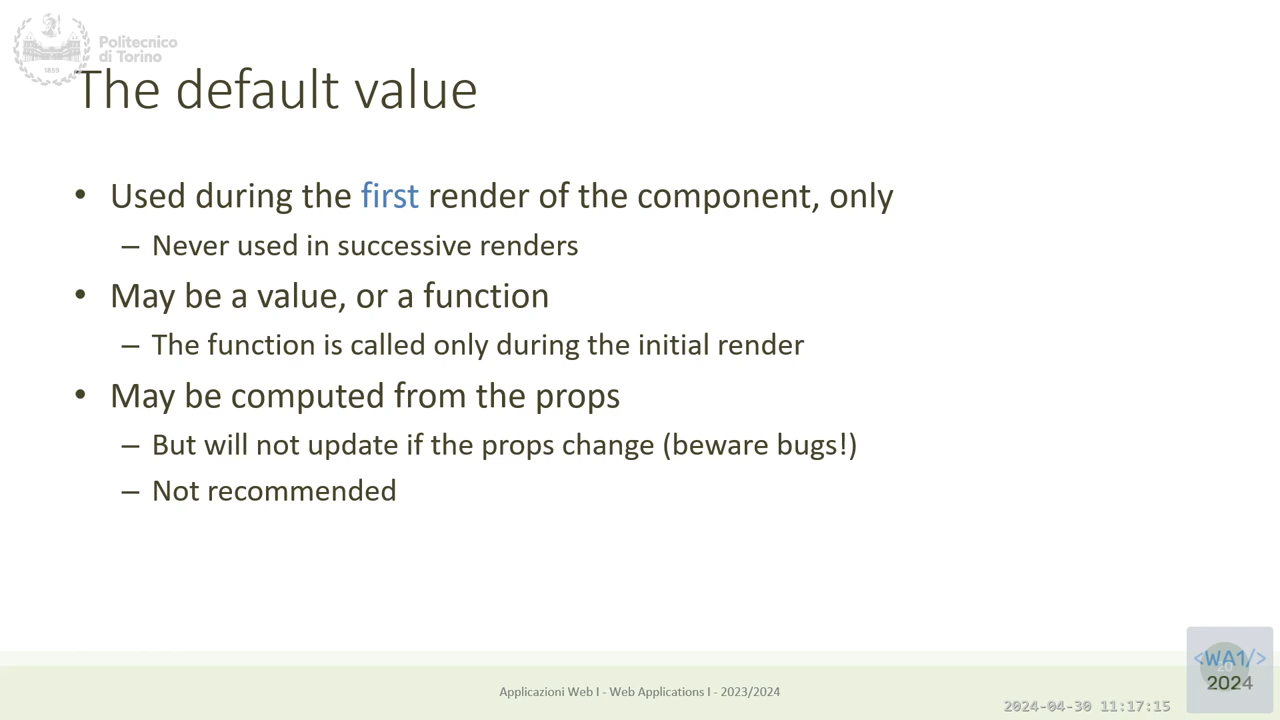 Politecnico
di Torino
1859
The default value
• Used during the first render of the component, only
– Never used in successive renders
• May be a value, or a function
– The function is called only during the initial render
• May be computed from the props
– But will not update if the props change (beware bugs!)
– Not recommended
Applicazioni Web I - Web Applications I - 2023/2024
<WA1/>
2024
2024-04-30 11:17:15